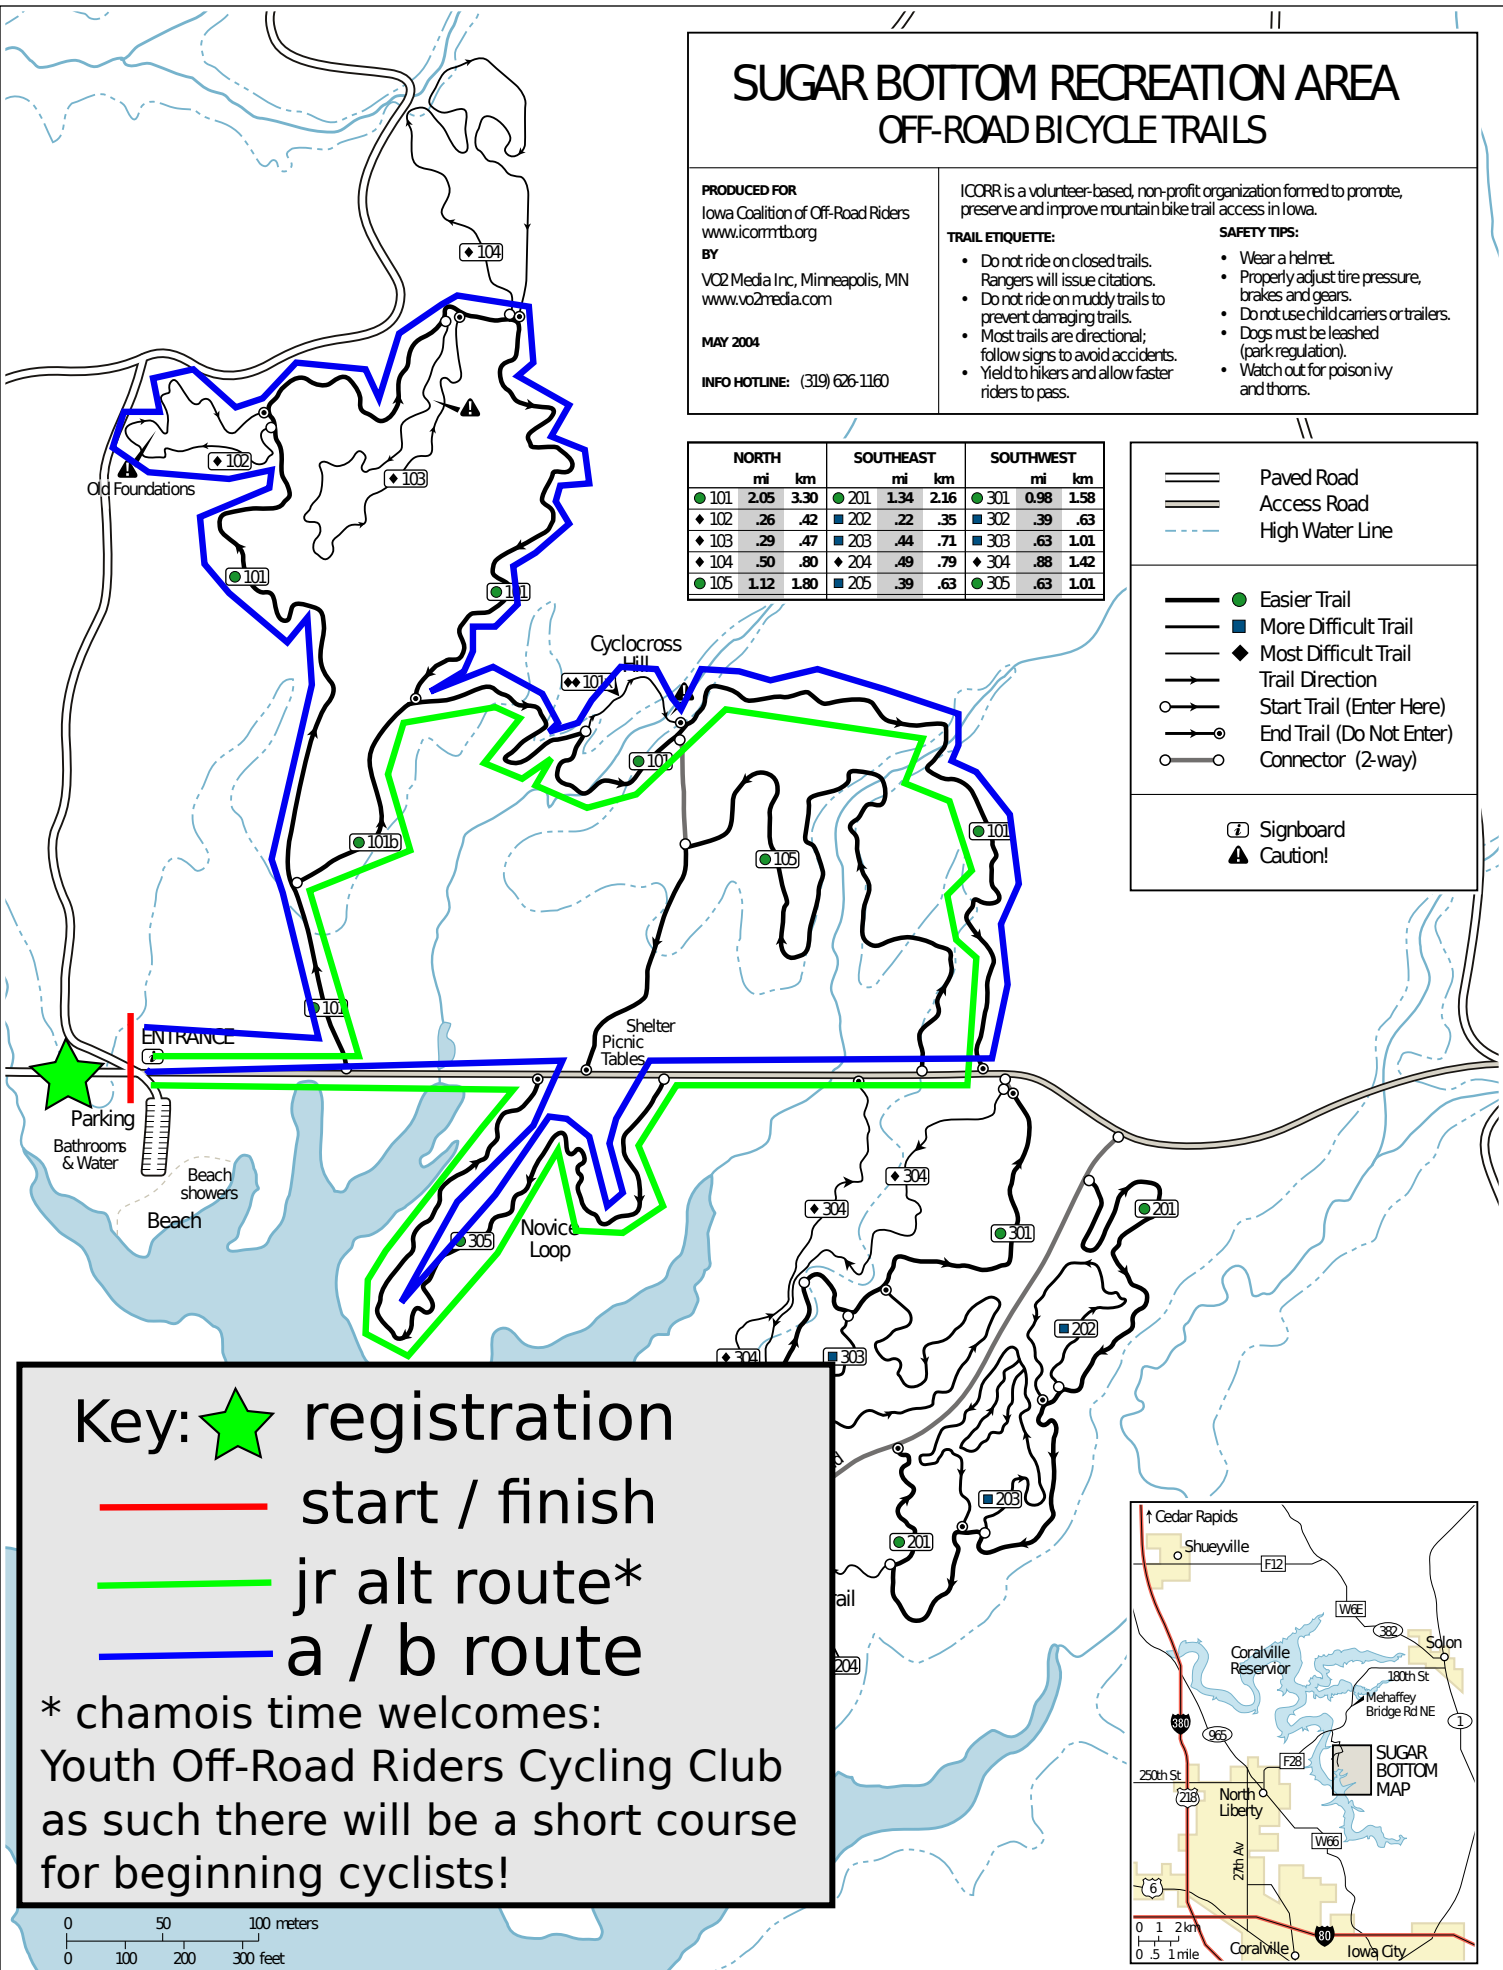 SUGAR BOTTOM RECREATION AREA
OFF-ROAD BICYCLE TRAILS
PRODUCED FOR
Iowa Coalition of Off-Road Riders
www.icorrmtb.org
BY
VO2 Media Inc, Minneapolis, MN
www.vo2media.com
MAY 2004
INFO HOTLINE: (319) 626-1160
ICORR is a volunteer-based, non-profit organization formed to promote,
preserve and improve mountain bike trail access in Iowa.
TRAIL ETIQUETTE:
• Do not ride on closed trails.
Rangers will issue citations.
• Do not ride on muddy trails to
prevent damaging trails.
• Most trails are directional;
follow signs to avoid accidents.
• Yield to hikers and allow faster
riders to pass.
SAFETY TIPS:
• Wear a helmet.
• Properly adjust tire pressure,
brakes and gears.
• Do not use child carriers or trailers.
• Dogs must be leashed
(park regulation).
• Watch out for poison ivy
and thorns.
NORTH SOUTHEAST SOUTHWEST
mi km mi km mi km
101 2.05 3.30 201 1.34 2.16 301 0.98 1.58
102 .26 .42 202 .22 .35 302 .39 .63
103 .29 .47 203 .44 .71 303 .63 1.01
104 .50 .80 204 .49 .79 304 .88 1.42
105 1.12 1.80 205 .39 .63 305 .63 1.01
Paved Road
Access Road
High Water Line
Easier Trail
More Difficult Trail
Most Difficult Trail
Trail Direction
Start Trail (Enter Here)
End Trail (Do Not Enter)
Connector (2-way)
i Signboard
Caution!
104
102
Old Foundations
103
101
101
Cyclocross
Hill
101
101
101b
105
101
101
ENTRANCE
i
Shelter
Picnic
Tables
Parking
Bathrooms
& Water
Beach
showers
Beach
305
Novice
Loop
304
304
301
201
202
304
303
203
201
ail
204
Key: registration
start / finish
jr alt route*
a / b route
* chamois time welcomes:
Youth Off-Road Riders Cycling Club
as such there will be a short course
for beginning cyclists!
0 50 100 meters
0 100 200 300 feet
↑ Cedar Rapids
Shueyville
F12
W6E
382
Solon
Coralville
Reservior
180th St
Mehaffey
Bridge Rd NE
1
380
965
F28
SUGAR
BOTTOM
MAP
250th St
218
North
Liberty
W66
27th Av
6
0 1 2 km
0 .5 1 mile
80
Coralville
Iowa City